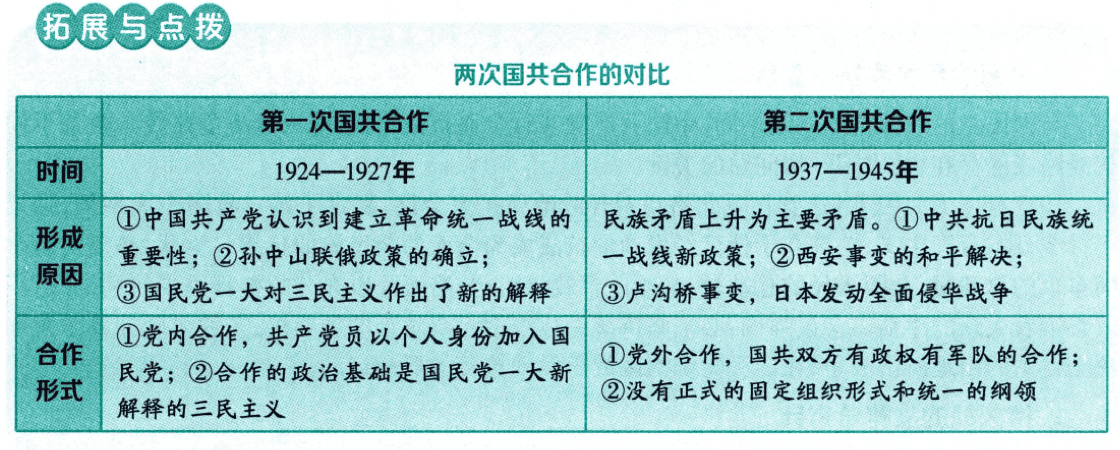 拓展与点拨
两次国共合作的对比
第一次国共合作
第二次国共合作
时间
1924—1927年
1937—1945年
形成
原因
①中国共产党认识到建立革命统一战线的
重要性；②孙中山联俄政策的确立；
③国民党一大对三民主义作出了新的解释
民族矛盾上升为主要矛盾。①中共抗日民族统
一战线新政策；②西安事变的和平解决；
③卢沟桥事变，日本发动全面侵华战争
合作
形式
①党内合作，共产党员以个人身份加入国
民党；②合作的政治基础是国民党一大新
解释的三民主义
①党外合作，国共双方有政权有军队的合作；
②没有正式的固定组织形式和统一的纲领